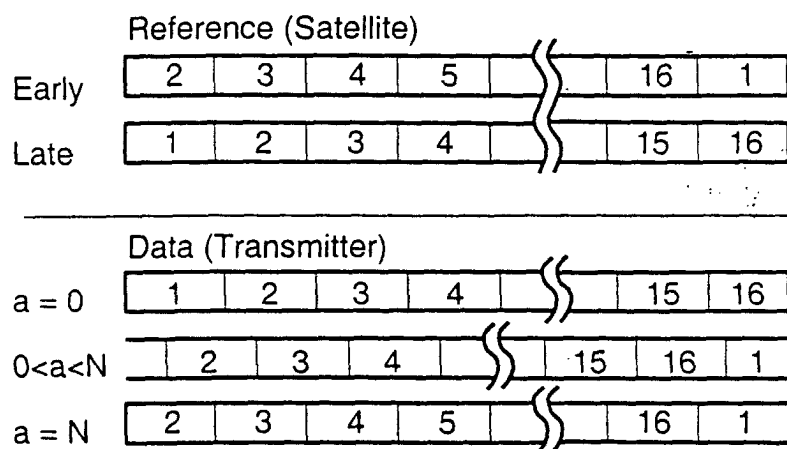 Reference (Satellite)
Early 2 3 4 5 16 1
Late 1 2 3 4 15 16
Data (Transmitter)
a = 0 1 2 3 4 15 16
0<a<N 2 3 4 15 16 1
a = N 2 3 4 5 16 1